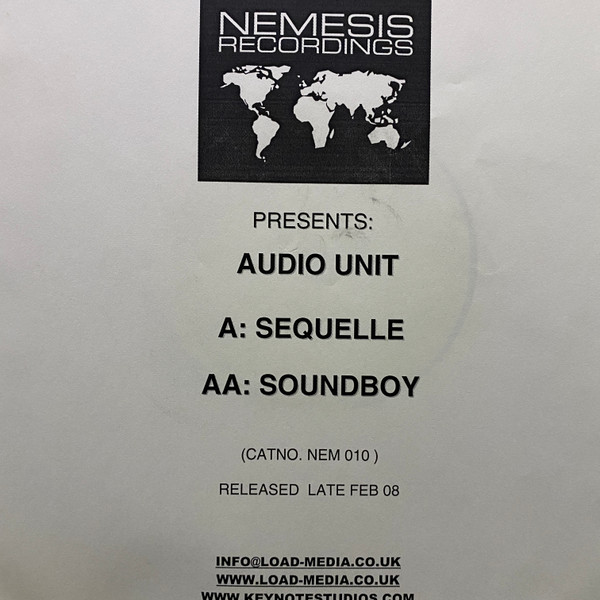 NEMESIS
RECORDINGS
PRESENTS:
AUDIO UNIT
A: SEQUELLE
AA: SOUNDBOY
(CATNO. NEM 010 )
RELEASED  LATE FEB 08
INFO@LOAD-MEDIA.CO.UK
WWW.LOAD-MEDIA.CO.UK
WWW.KEYNOTESTUDIOS.COM